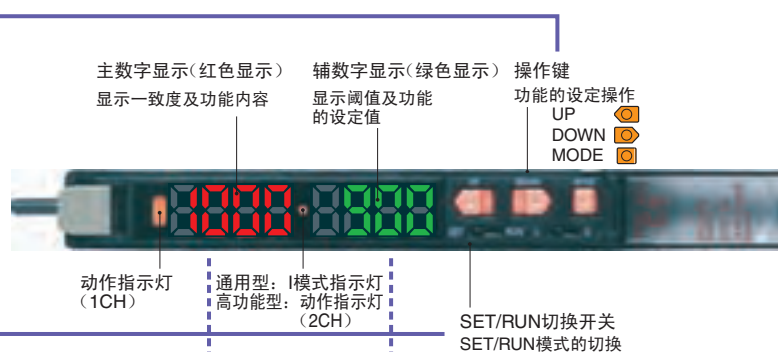 主数字显示（红色显示）
显示一致度及功能内容
辅数字显示（绿色显示）
显示阈值及功能
的设定值
操作键
功能的设定操作
UP
DOWN
MODE
1000 500
动作指示灯
（1CH）
通用型：I模式指示灯
高功能型：动作指示灯
（2CH）
SET/RUN切换开关
SET/RUN模式的切换